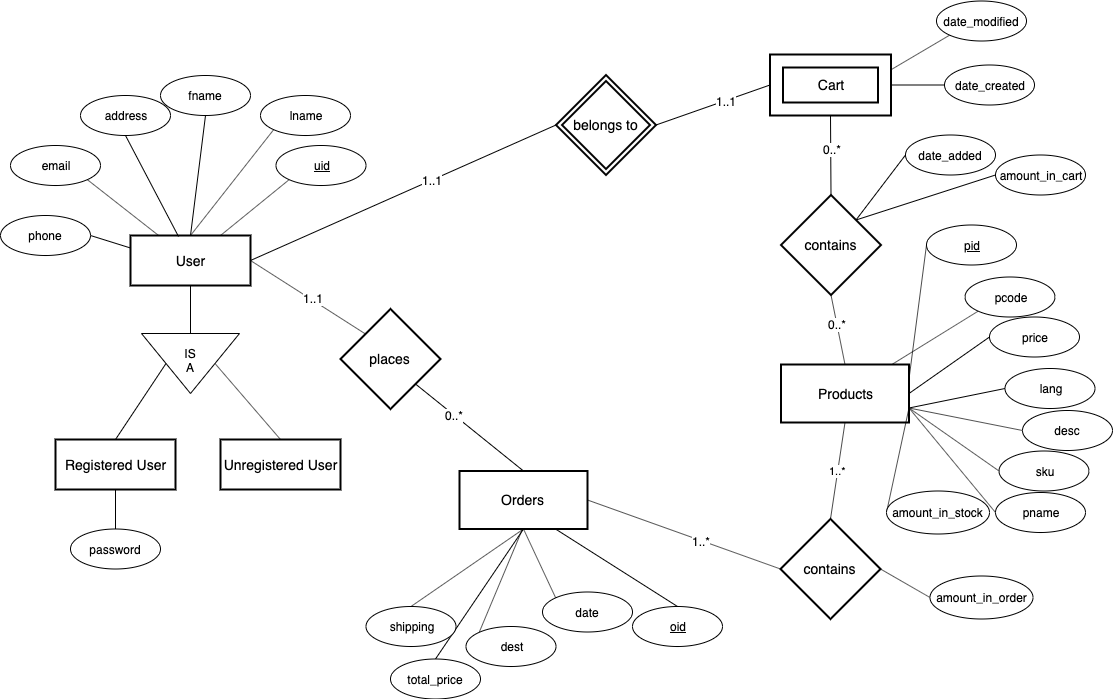 date_modified
Cart
date_created
fname
address
lname
belongs to
1..1
email
uid
1..1
0..*
date_added
amount_in_cart
phone
User
contains
pid
1..1
pcode
0..*
price
IS
A
places
Products
lang
0..*
desc
Registered User
Unregistered User
1..*
sku
Orders
amount_in_stock
pname
1..*
password
contains
amount_in_order
shipping
date
oid
dest
total_price